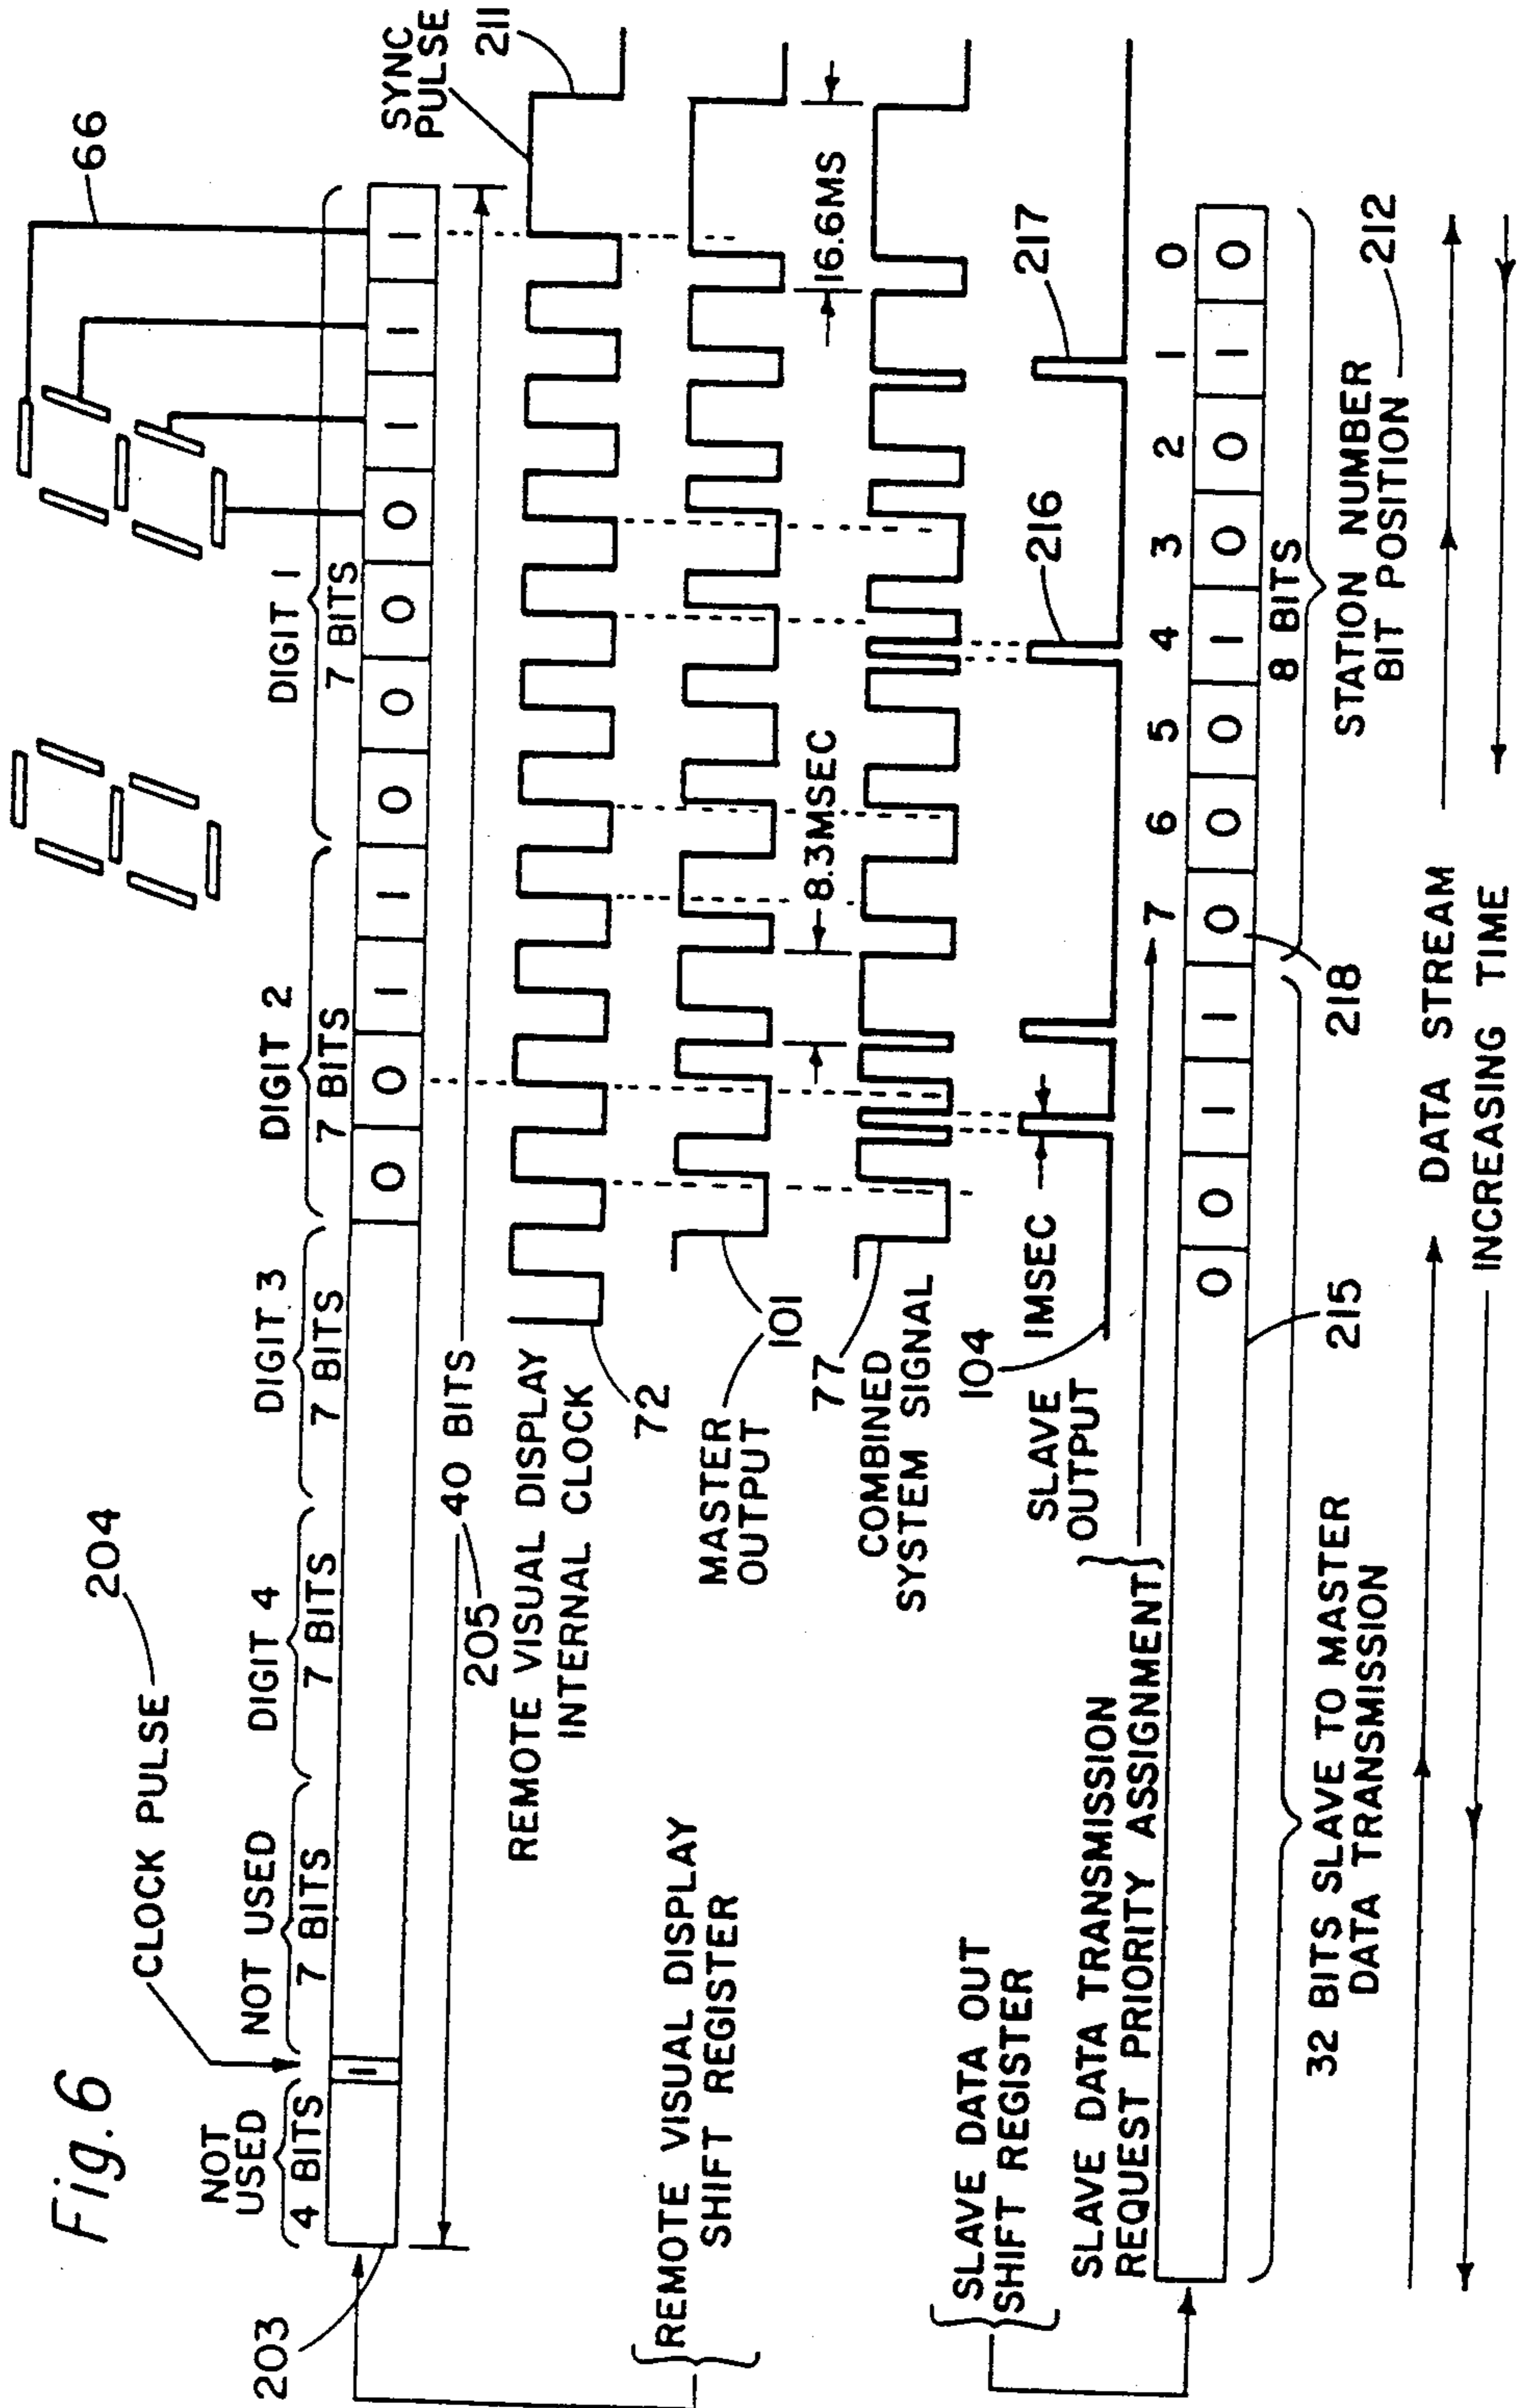 Fig. 6
NOT
USED
4 BITS
CLOCK PULSE
204
NOT USED
7 BITS
DIGIT 4
7 BITS
DIGIT 3
7 BITS
DIGIT 2
7 BITS
DIGIT 1
7 BITS
66
203
1
0 0 1 1 0 0 0 0 1 1 1
205
40 BITS
REMOTE VISUAL DISPLAY
INTERNAL CLOCK
72
SYNC
PULSE
211
REMOTE VISUAL DISPLAY
SHIFT REGISTER
MASTER
OUTPUT
101
8.3MSEC
16.6MS
COMBINED
SYSTEM SIGNAL
77
104
1MSEC
SLAVE
OUTPUT
216
217
SLAVE DATA OUT
SHIFT REGISTER
SLAVE DATA TRANSMISSION
REQUEST PRIORITY ASSIGNMENT
7 6 5 4 3 2 1 0
0 0 1 1 0 0 0 1 0 0 1 0
215
218
8 BITS
32 BITS SLAVE TO MASTER
DATA TRANSMISSION
STATION NUMBER
BIT POSITION
212
DATA STREAM
INCREASING TIME